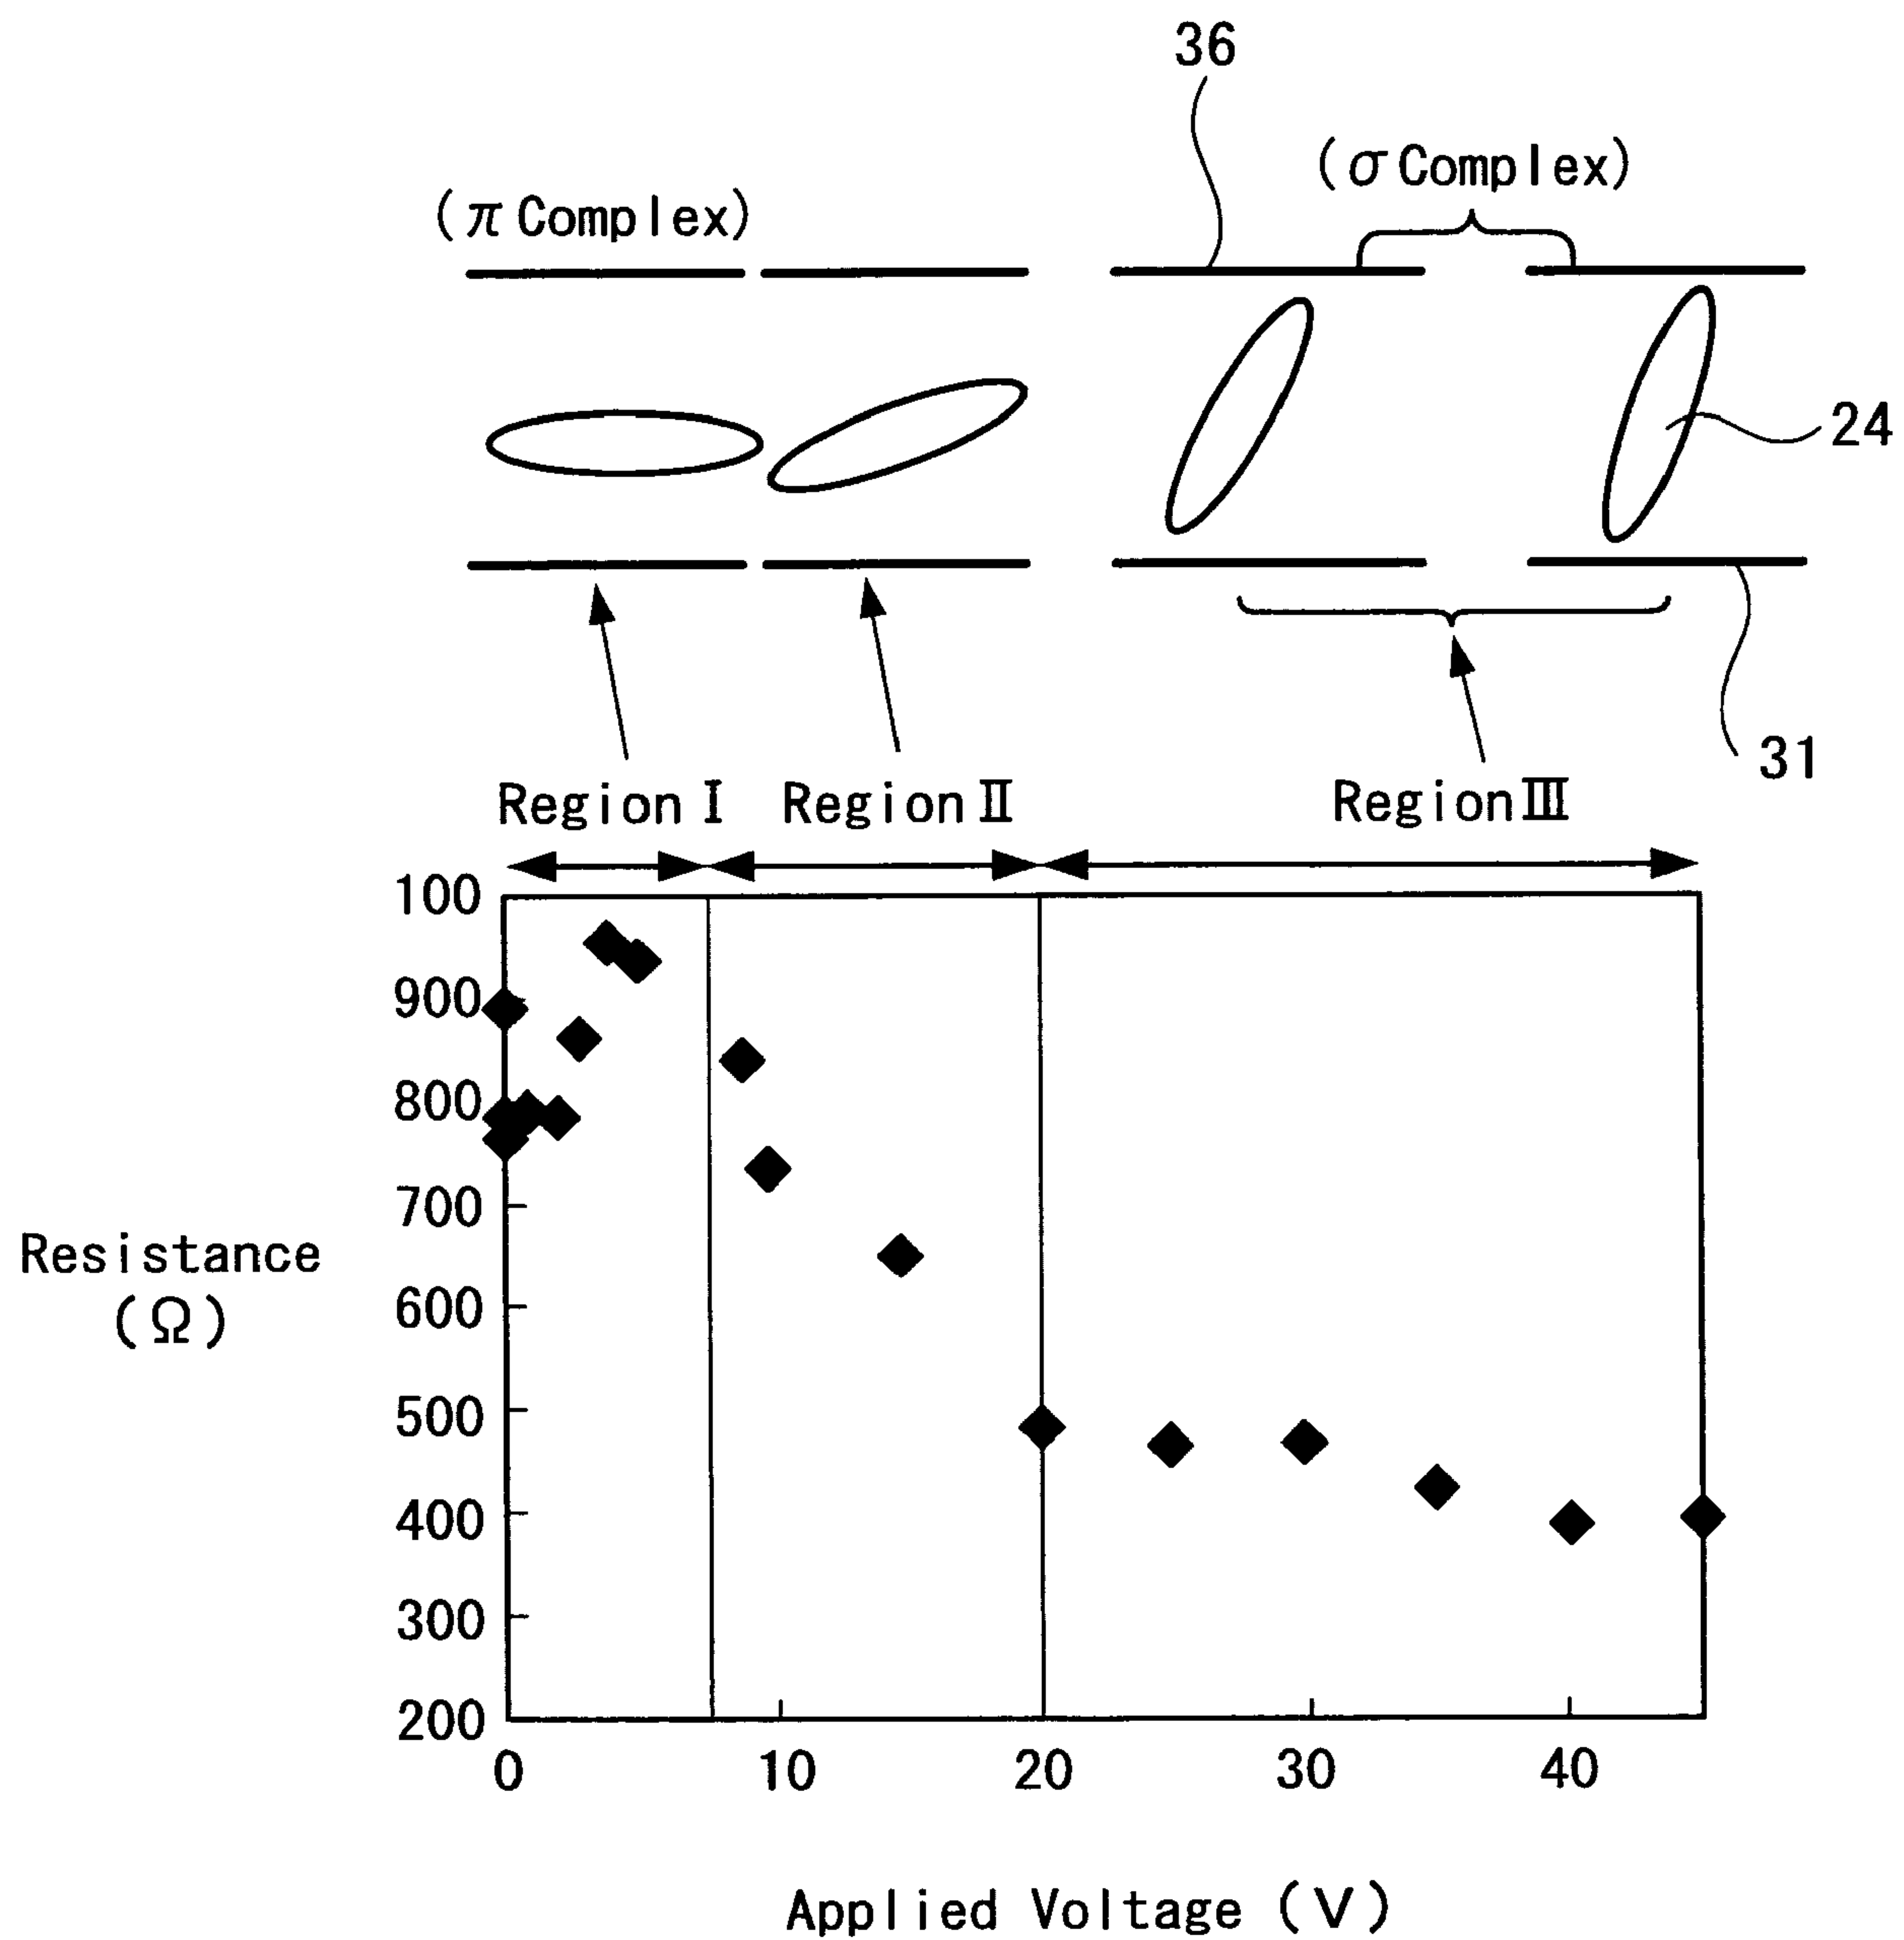 36
(σ Complex)
(π Complex)
24
31
Region I Region II Region III
100
900
800
700
600
500
400
300
200
Resistance
(Ω)
0 10 20 30 40
Applied Voltage (V)